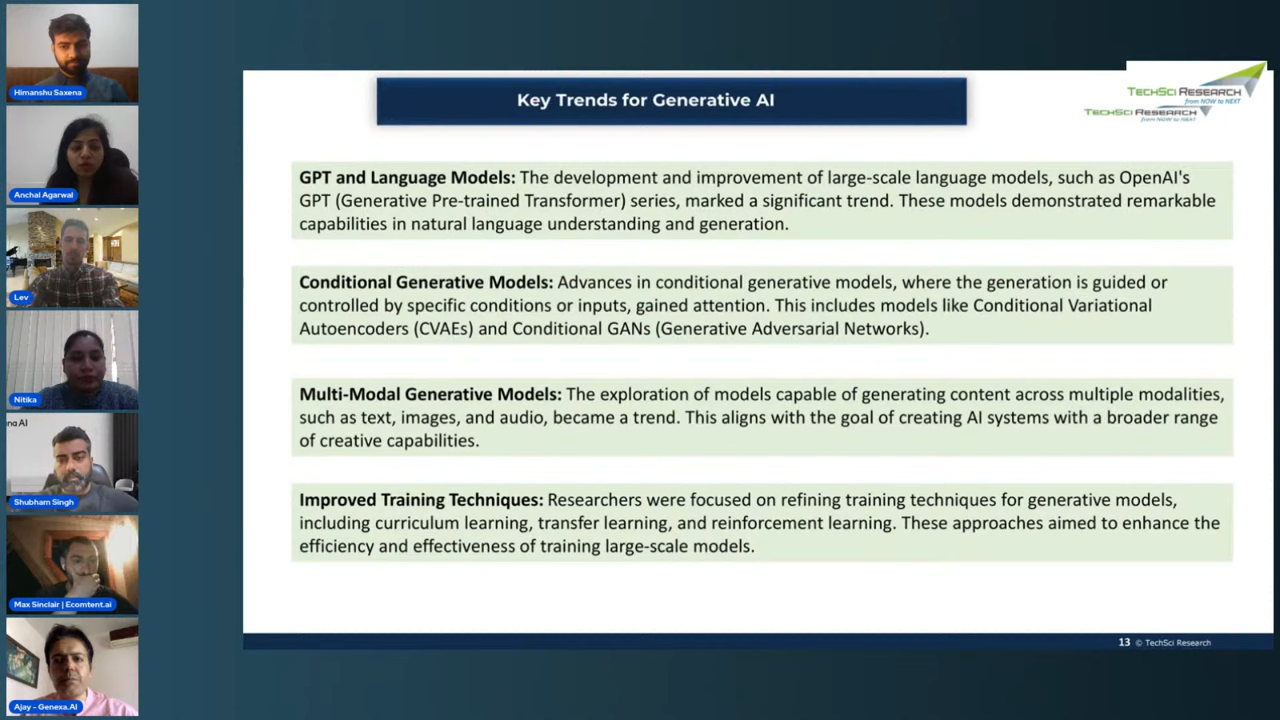 Himanshu Saxena
Anchal Agarwal
Lev
Nitika
na AI
Shubham Singh
Max Sinclair | Ecomtent.ai
Ajay - Genexa.AI
Key Trends for Generative AI
TECHSCI RESEARCH
from NOW to NEXT
TECHSCI RESEARCH
from NOW to NEXT
GPT and Language Models: The development and improvement of large-scale language models, such as OpenAI's
GPT (Generative Pre-trained Transformer) series, marked a significant trend. These models demonstrated remarkable
capabilities in natural language understanding and generation.
Conditional Generative Models: Advances in conditional generative models, where the generation is guided or
controlled by specific conditions or inputs, gained attention. This includes models like Conditional Variational
Autoencoders (CVAEs) and Conditional GANs (Generative Adversarial Networks).
Multi-Modal Generative Models: The exploration of models capable of generating content across multiple modalities,
such as text, images, and audio, became a trend. This aligns with the goal of creating AI systems with a broader range
of creative capabilities.
Improved Training Techniques: Researchers were focused on refining training techniques for generative models,
including curriculum learning, transfer learning, and reinforcement learning. These approaches aimed to enhance the
efficiency and effectiveness of training large-scale models.
13 © TechSci Research